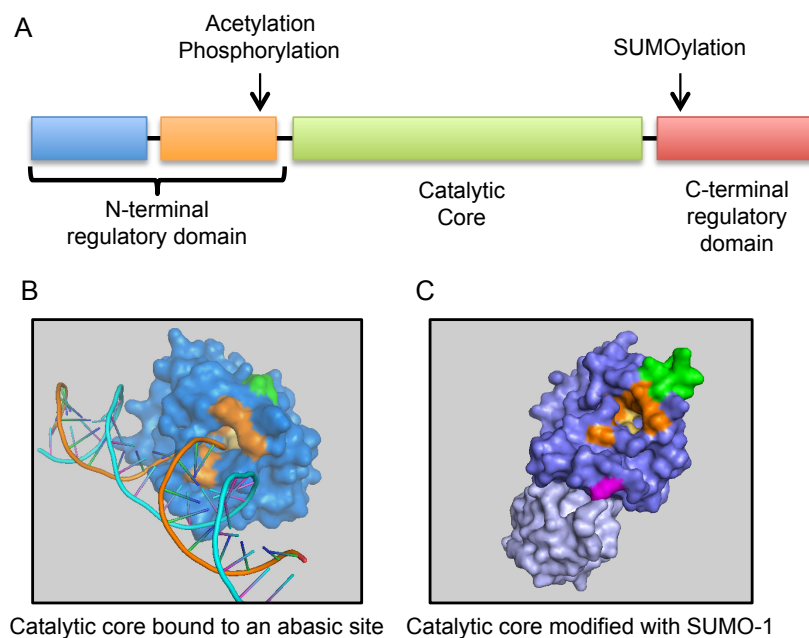 A
Acetylation
Phosphorylation
SUMOylation
N-terminal
regulatory domain
Catalytic
Core
C-terminal
regulatory
domain
B
C
Catalytic core bound to an abasic site
Catalytic core modified with SUMO-1